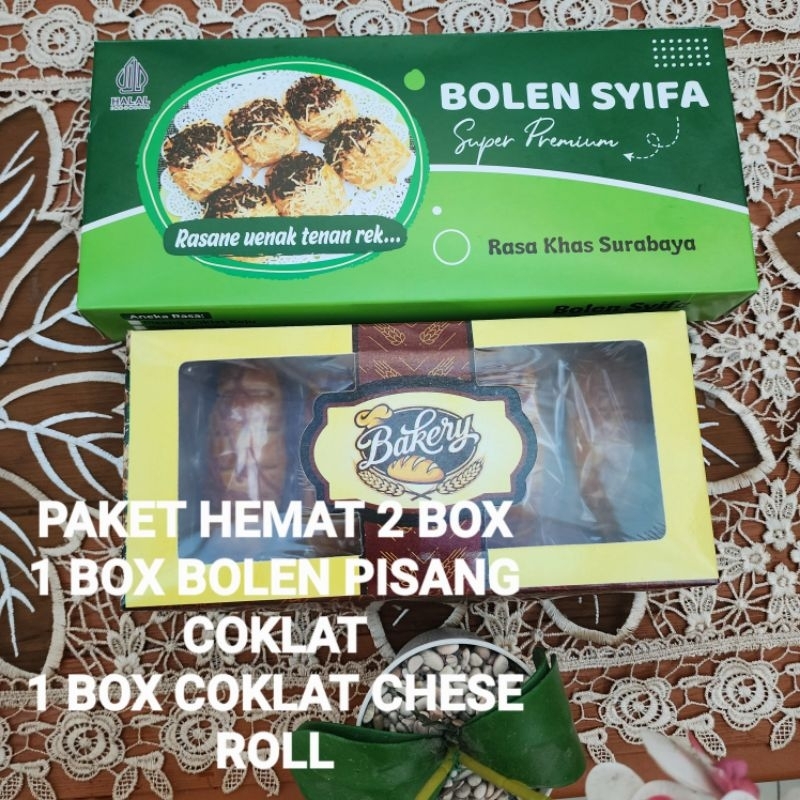 HALAL
BOLEN SYIFA
Super Premium
Rasane uenak tenan rek...
Rasa Khas Surabaya
Aneka Rasa:
Bolen Syifa
Bakery
PAKET HEMAT 2 BOX
1 BOX BOLEN PISANG
COKLAT
1 BOX COKLAT CHESE
ROLL